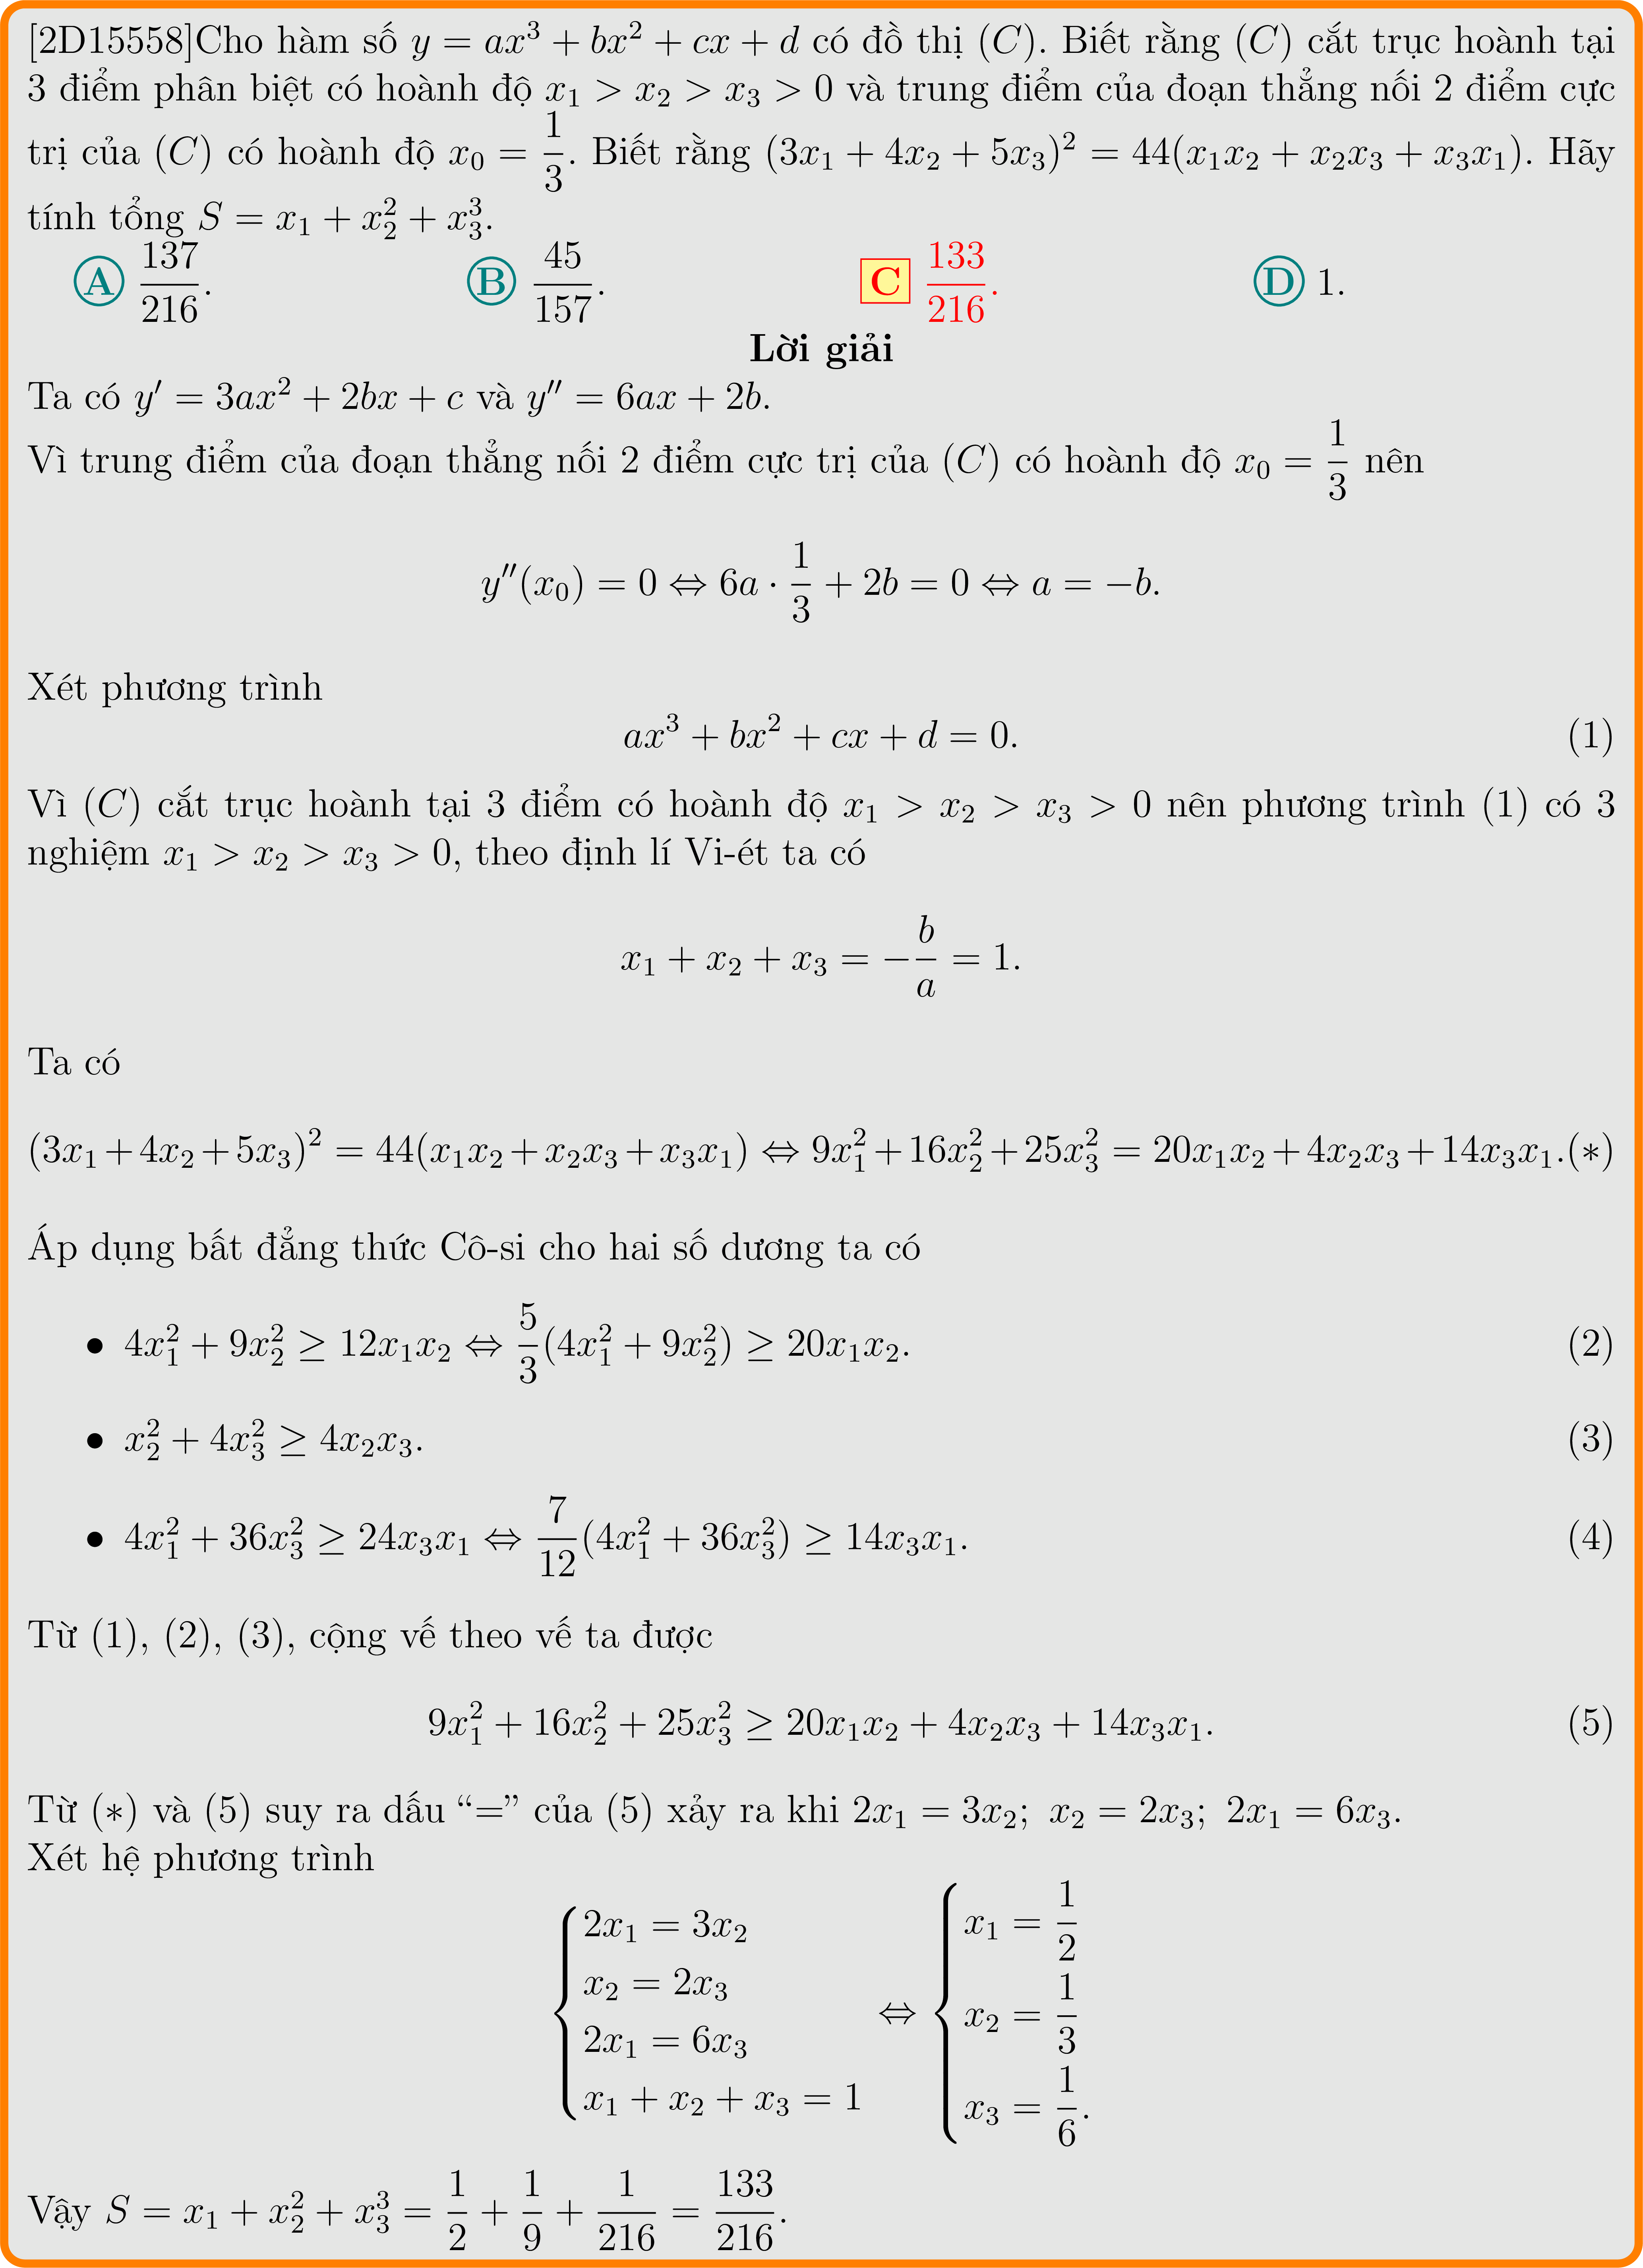 [2D15558]Cho hàm số $y = ax^3 + bx^2 + cx + d$ có đồ thị $(C)$. Biết rằng $(C)$ cắt trục hoành tại
3 điểm phân biệt có hoành độ $x_1 > x_2 > x_3 > 0$ và trung điểm của đoạn thẳng nối 2 điểm cực
trị của $(C)$ có hoành độ $x_0 = \dfrac{1}{3}$. Biết rằng $(3x_1 + 4x_2 + 5x_3)^2 = 44(x_1x_2 + x_2x_3 + x_3x_1)$. Hãy
tính tổng $S = x_1 + x_2^2 + x_3^3$.
A $\dfrac{137}{216}$. B $\dfrac{45}{157}$. C $\dfrac{133}{216}$. D 1.
Lời giải
Ta có $y' = 3ax^2 + 2bx + c$ và $y'' = 6ax + 2b$.
Vì trung điểm của đoạn thẳng nối 2 điểm cực trị của $(C)$ có hoành độ $x_0 = \dfrac{1}{3}$ nên
$y''(x_0) = 0 \Leftrightarrow 6a \cdot \dfrac{1}{3} + 2b = 0 \Leftrightarrow a = -b.$
Xét phương trình
$ax^3 + bx^2 + cx + d = 0.$ (1)
Vì $(C)$ cắt trục hoành tại 3 điểm có hoành độ $x_1 > x_2 > x_3 > 0$ nên phương trình (1) có 3
nghiệm $x_1 > x_2 > x_3 > 0$, theo định lí Vi-ét ta có
$x_1 + x_2 + x_3 = -\dfrac{b}{a} = 1.$
Ta có
$(3x_1 + 4x_2 + 5x_3)^2 = 44(x_1x_2 + x_2x_3 + x_3x_1) \Leftrightarrow 9x_1^2 + 16x_2^2 + 25x_3^2 = 20x_1x_2 + 4x_2x_3 + 14x_3x_1.(*)$
Áp dụng bất đẳng thức Cô-si cho hai số dương ta có
• $4x_1^2 + 9x_2^2 \geq 12x_1x_2 \Leftrightarrow \dfrac{5}{3}(4x_1^2 + 9x_2^2) \geq 20x_1x_2.$ (2)
• $x_2^2 + 4x_3^2 \geq 4x_2x_3.$ (3)
• $4x_1^2 + 36x_3^2 \geq 24x_3x_1 \Leftrightarrow \dfrac{7}{12}(4x_1^2 + 36x_3^2) \geq 14x_3x_1.$ (4)
Từ (1), (2), (3), cộng vế theo vế ta được
$9x_1^2 + 16x_2^2 + 25x_3^2 \geq 20x_1x_2 + 4x_2x_3 + 14x_3x_1.$ (5)
Từ (∗) và (5) suy ra dấu “=” của (5) xảy ra khi $2x_1 = 3x_2;\ x_2 = 2x_3;\ 2x_1 = 6x_3$.
Xét hệ phương trình
$\begin{cases} 2x_1 = 3x_2 \\ x_2 = 2x_3 \\ 2x_1 = 6x_3 \\ x_1 + x_2 + x_3 = 1 \end{cases} \Leftrightarrow \begin{cases} x_1 = \dfrac{1}{2} \\ x_2 = \dfrac{1}{3} \\ x_3 = \dfrac{1}{6}. \end{cases}$
Vậy $S = x_1 + x_2^2 + x_3^3 = \dfrac{1}{2} + \dfrac{1}{9} + \dfrac{1}{216} = \dfrac{133}{216}$.